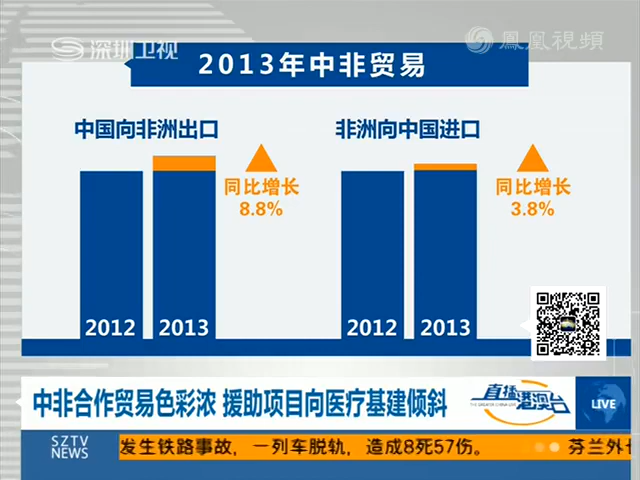 深圳卫视
鳳凰視頻
2013年中非贸易
中国向非洲出口
非洲向中国进口
同比增长
8.8%
同比增长
3.8%
2012
2013
2012
2013
中非合作贸易色彩浓 援助项目向医疗基建倾斜
直播港澳台
LIVE
SZTV
NEWS
发生铁路事故，一列车脱轨，造成8死57伤。
芬兰外长